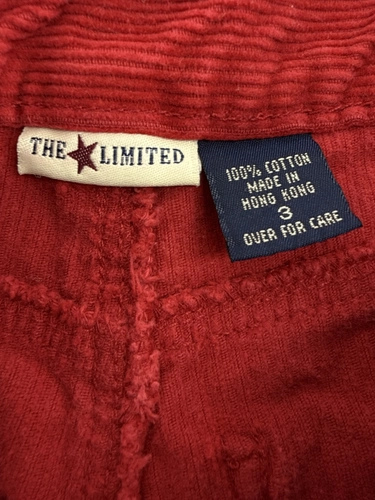 THE LIMITED
100% COTTON
MADE IN
HONG KONG
3
OVER FOR CARE